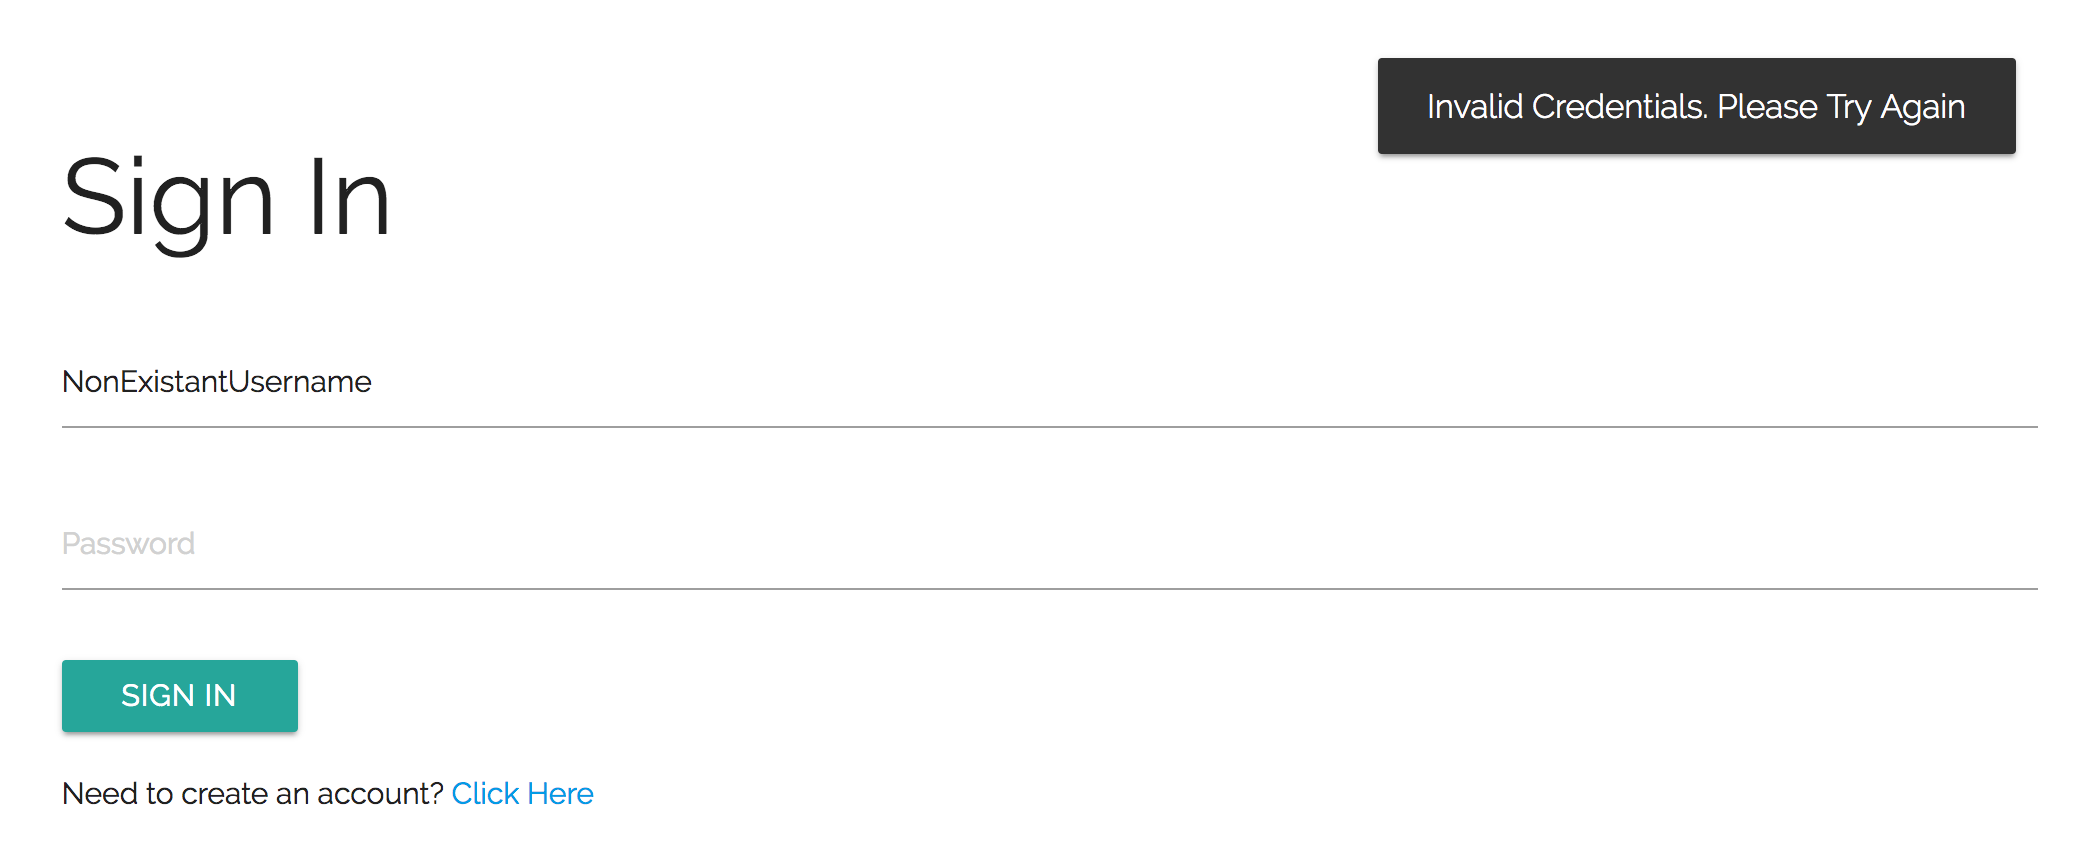 Invalid Credentials. Please Try Again
Sign In
NonExistantUsername
Password
SIGN IN
Need to create an account? Click Here